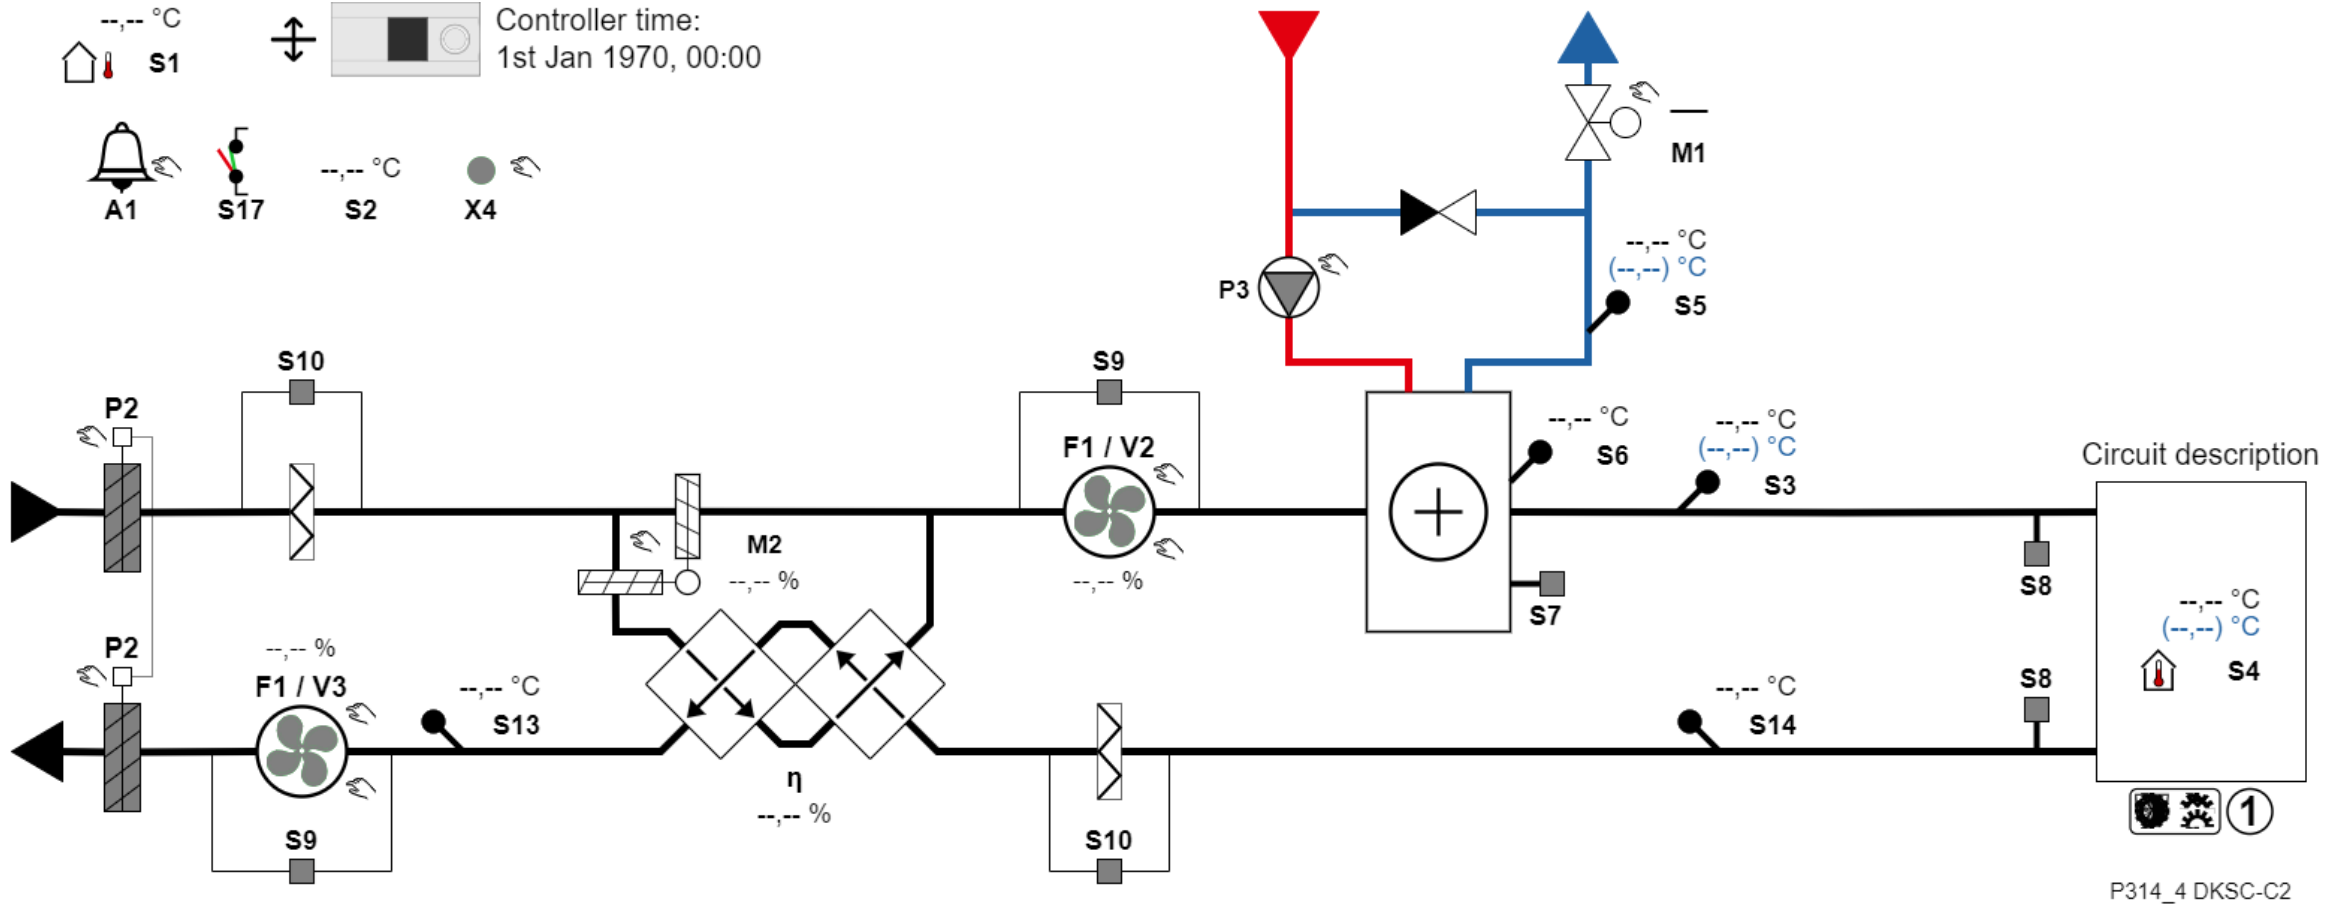 --,-- °C
S1
Controller time:
1st Jan 1970, 00:00
A1
S17
--,-- °C
S2
X4
M1
--,-- °C
(--,--) °C
S5
P3
S10
P2
S9
F1 / V2
--,-- %
M2
--,-- %
--,-- °C
S6
--,-- °C
(--,--) °C
S3
Circuit description
S7
S8
--,-- °C
(--,--) °C
S4
P2
--,-- %
F1 / V3
--,-- °C
S13
η
--,-- %
--,-- °C
S14
S8
S9
S10
1
P314_4 DKSC-C2